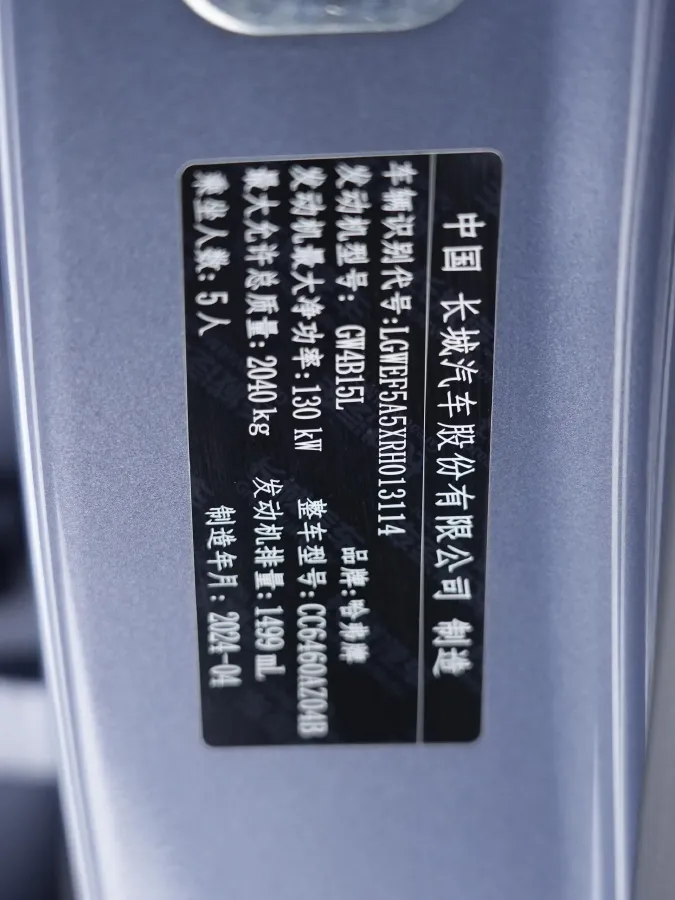 中国 长城汽车股份有限公司 制造
车辆识别代号:LGWEF5A5XRH013114
发动机型号: GW4B15L 品牌:哈弗牌
发动机最大净功率:130 kW 整车型号:CC6460AZ04B
最大允许总质量: 2040 kg 发动机排量: 1499 mL
乘坐人数: 5人 制造年月: 2024-04